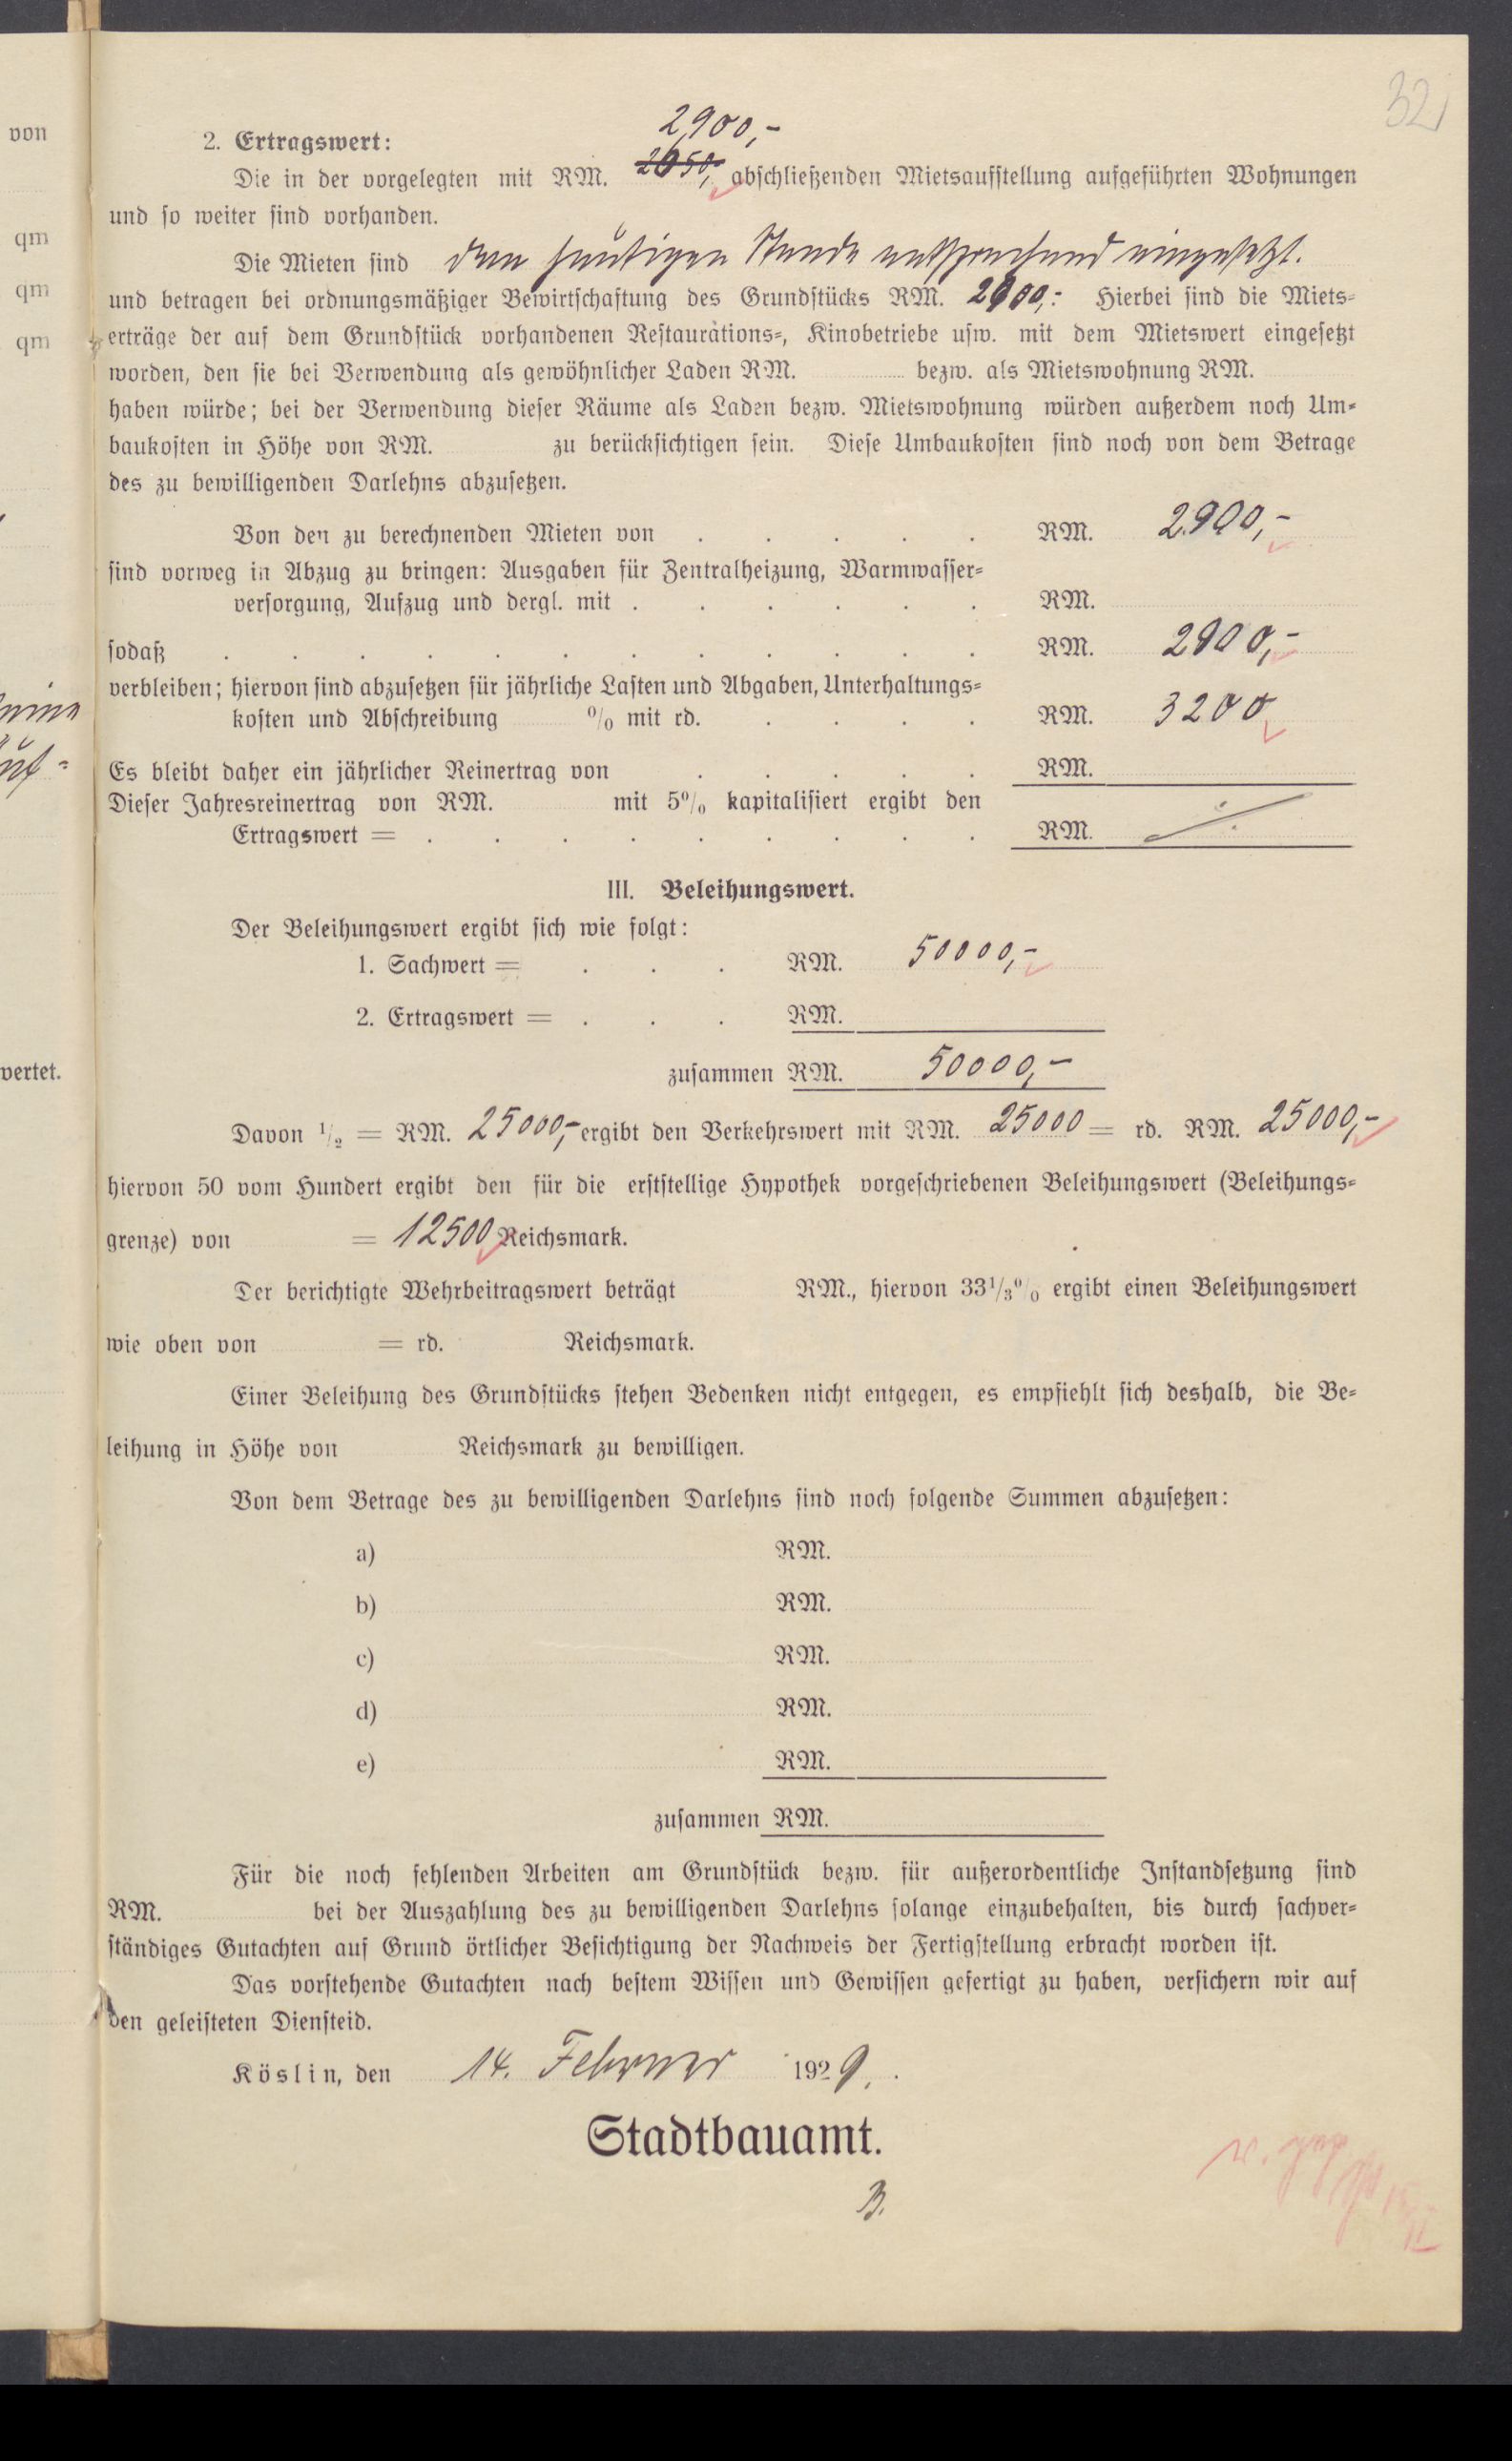 32
von
qm
qm
qm
vertet.
2. Ertragswert:
2900,-
Die in der vorgelegten mit RM. 2050,- abschließenden Mietsaufstellung aufgeführten Wohnungen
und so weiter sind vorhanden.
Die Mieten sind dem heutigen Stande entsprechend eingesetzt.
und betragen bei ordnungsmäßiger Bewirtschaftung des Grundstücks RM. 2900,- Hierbei sind die Miets-
erträge der auf dem Grundstück vorhandenen Restaurations-, Kinobetriebe usw. mit dem Mietswert eingesetzt
worden, den sie bei Verwendung als gewöhnlicher Laden RM. bezw. als Mietswohnung RM.
haben würde; bei der Verwendung dieser Räume als Laden bezw. Mietswohnung würden außerdem noch Um-
baukosten in Höhe von RM. zu berücksichtigen sein. Diese Umbaukosten sind noch von dem Betrage
des zu bewilligenden Darlehns abzusetzen.
Von den zu berechnenden Mieten von . . . . . RM. 2900,-
sind vorweg in Abzug zu bringen: Ausgaben für Zentralheizung, Warmwasser-
versorgung, Aufzug und dergl. mit . . . . . . RM.
sodaß . . . . . . . . . . . . RM. 2900,-
verbleiben; hiervon sind abzusetzen für jährliche Lasten und Abgaben, Unterhaltungs-
kosten und Abschreibung % mit rd. . . . . RM. 3200
Es bleibt daher ein jährlicher Reinertrag von . . . . . RM.
Dieser Jahresreinertrag von RM. mit 5% kapitalisiert ergibt den
Ertragswert = . . . . . . . . . RM. ./.
III. Beleihungswert.
Der Beleihungswert ergibt sich wie folgt:
1. Sachwert = . . . RM. 50000,-
2. Ertragswert = . . . RM.
zusammen RM. 50000,-
Davon 1/2 = RM. 25000,- ergibt den Verkehrswert mit RM. 25000 = rd. RM. 25000,-
hiervon 50 vom Hundert ergibt den für die erststellige Hypothek vorgeschriebenen Beleihungswert (Beleihungs-
grenze) von = 12500 Reichsmark.
Der berichtigte Wehrbeitragswert beträgt RM., hiervon 33 1/3 % ergibt einen Beleihungswert
wie oben von = rd. Reichsmark.
Einer Beleihung des Grundstücks stehen Bedenken nicht entgegen, es empfiehlt sich deshalb, die Be-
leihung in Höhe von Reichsmark zu bewilligen.
Von dem Betrage des zu bewilligenden Darlehns sind noch folgende Summen abzusetzen:
a) RM.
b) RM.
c) RM.
d) RM.
e) RM.
zusammen RM.
Für die noch fehlenden Arbeiten am Grundstück bezw. für außerordentliche Instandsetzung sind
RM. bei der Auszahlung des zu bewilligenden Darlehns solange einzubehalten, bis durch sachver-
ständiges Gutachten auf Grund örtlicher Besichtigung der Nachweis der Fertigstellung erbracht worden ist.
Das vorstehende Gutachten nach bestem Wissen und Gewissen gefertigt zu haben, versichern wir auf
den geleisteten Diensteid.
Köslin, den 14. Februar 1929.
Stadtbauamt.